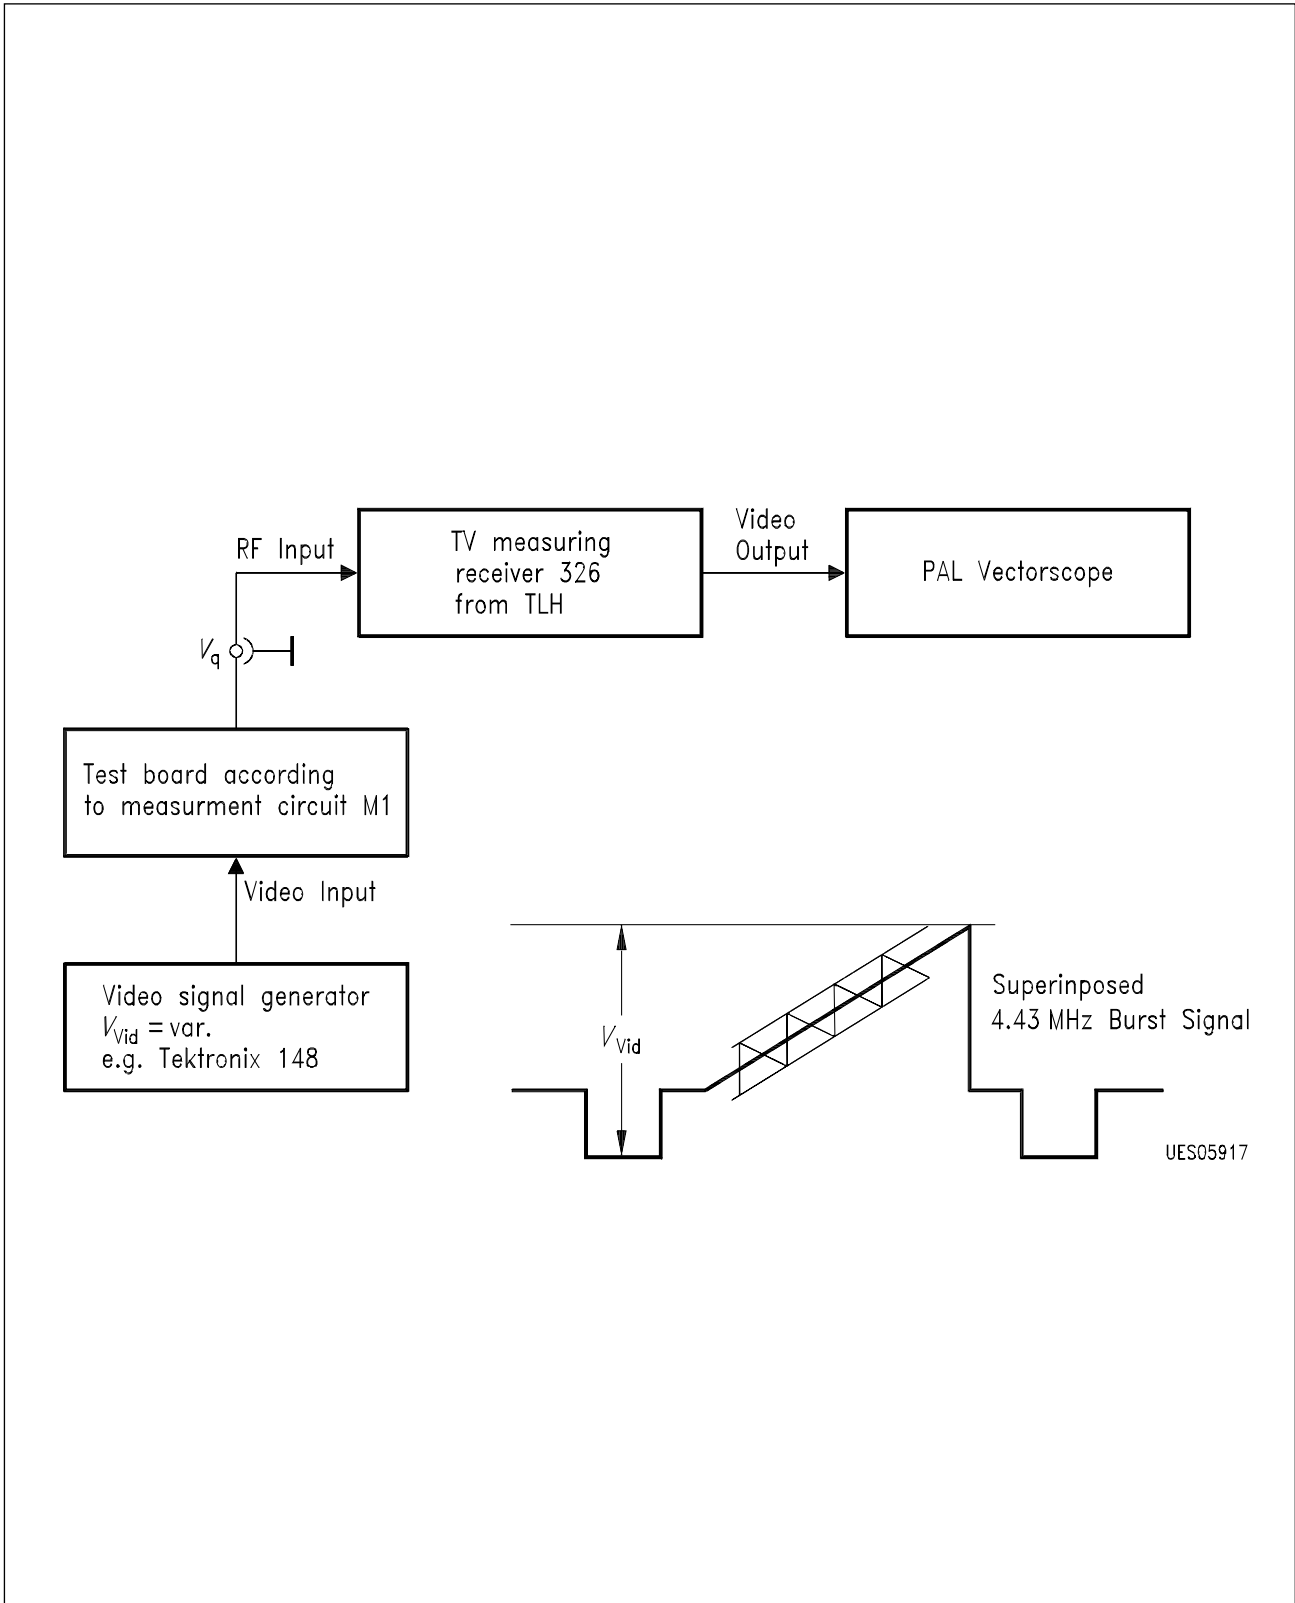 RF Input
TV measuring
receiver 326
from TLH
Video
Output
PAL Vectorscope
Vq
Test board according
to measurment circuit M1
Video Input
Video signal generator
VVid = var.
e.g. Tektronix 148
VVid
Superinposed
4.43 MHz Burst Signal
UES05917